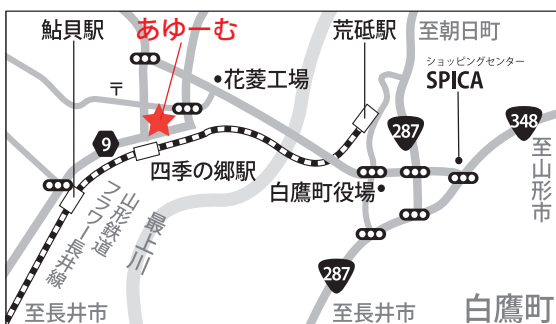 鮎貝駅
あゆーむ
荒砥駅
至朝日町
ショッピングセンター
SPICA
〒
花菱工場
9
287
348
至山形市
四季の郷駅
白鷹町役場
山形鉄道
フラワー長井線
最上川
287
至長井市
至長井市
白鷹町